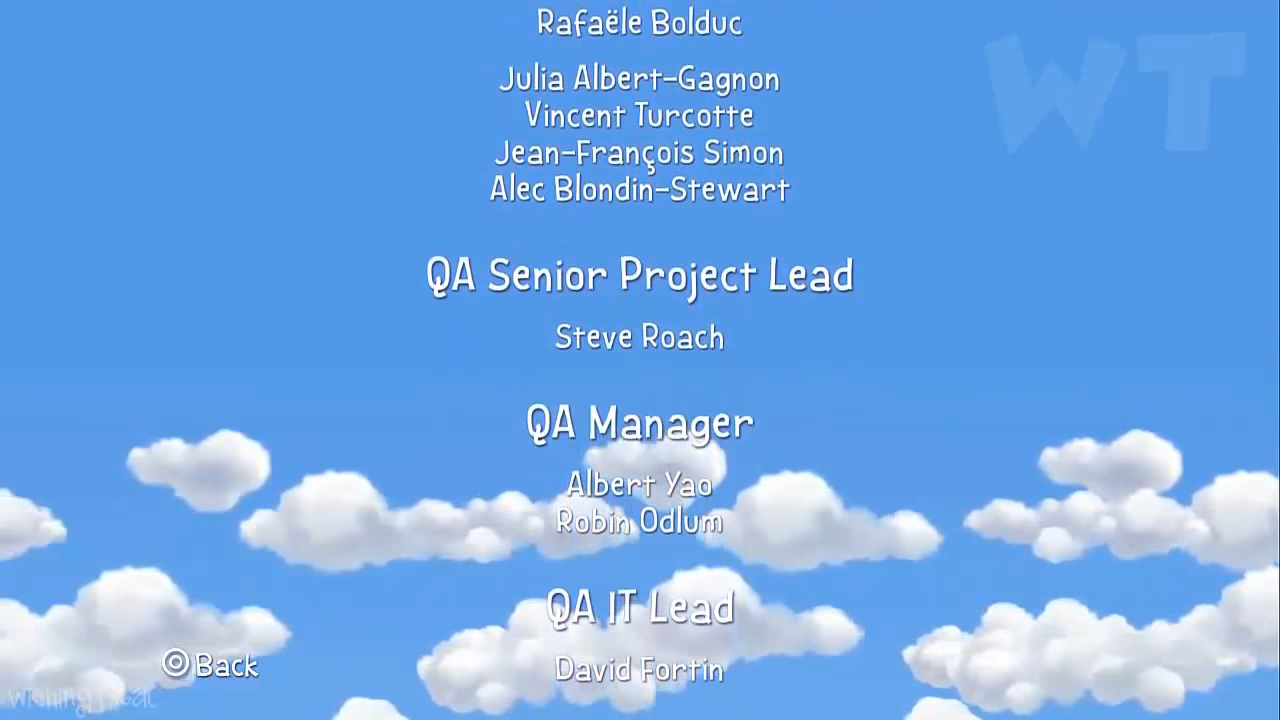 Rafaële Bolduc
WT
Julia Albert-Gagnon
Vincent Turcotte
Jean-François Simon
Alec Blondin-Stewart
QA Senior Project Lead
Steve Roach
QA Manager
Albert Yao
Robin Odlum
QA IT Lead
David Fortin
Back